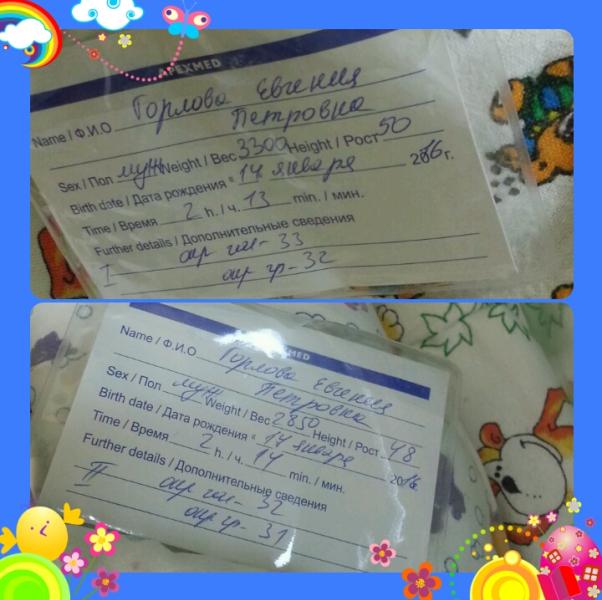 APEXMED
Name / Ф.И.О Горлова Евгения
Петровна
Sex / Пол муж Weight / Вес 3300 Height / Рост 50
Birth date / Дата рождения " 14 января 2016 г.
Time / Время 2 h. / ч. 13 min. / мин.
Further details / Дополнительные сведения
I окр гол - 33
окр гр - 32
MED
Name / Ф.И.О Горлова Евгения
Петровна
Sex / Пол муж Weight / Вес 2850 Height / Рост 48
Birth date / Дата рождения " 14 января 2016
Time / Время 2 h. / ч. 14 min. / мин.
Further details / Дополнительные сведения
II окр гол - 32
окр гр - 31